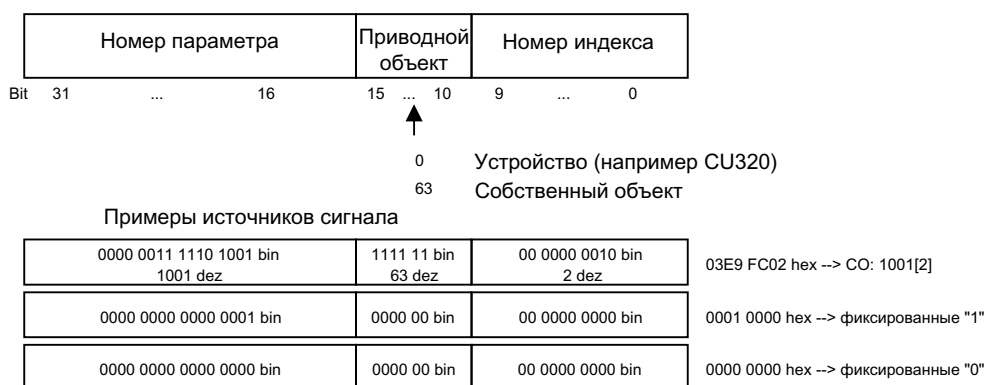 Номер параметра Приводной объект Номер индекса
Bit 31 ... 16 15 ... 10 9 ... 0
0 Устройство (например CU320)
63 Собственный объект
Примеры источников сигнала
0000 0011 1110 1001 bin 1111 11 bin 00 0000 0010 bin
1001 dez 63 dez 2 dez
03E9 FC02 hex --> CO: 1001[2]
0000 0000 0000 0001 bin 0000 00 bin 00 0000 0000 bin 0001 0000 hex --> фиксированные "1"
0000 0000 0000 0000 bin 0000 00 bin 00 0000 0000 bin 0000 0000 hex --> фиксированные "0"